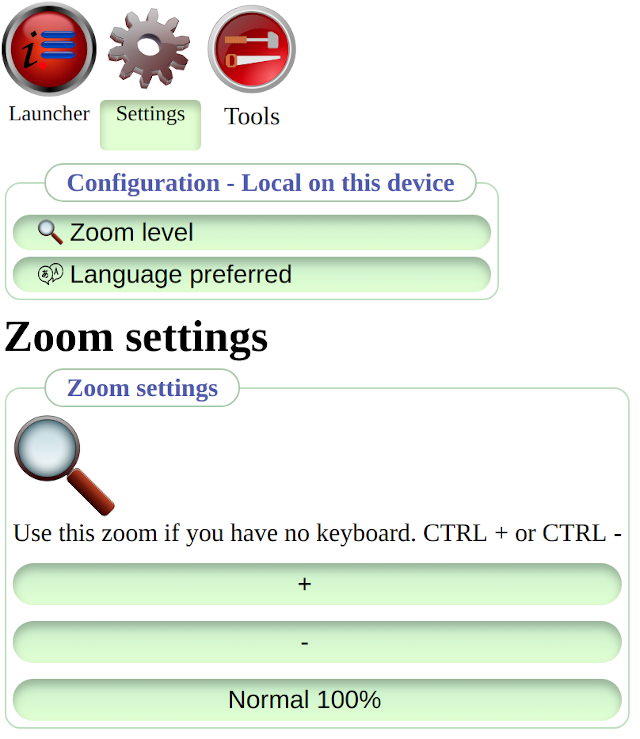 Launcher
Settings
Tools
Configuration - Local on this device
Zoom level
Language preferred
Zoom settings
Zoom settings
Use this zoom if you have no keyboard. CTRL + or CTRL -
+
-
Normal 100%